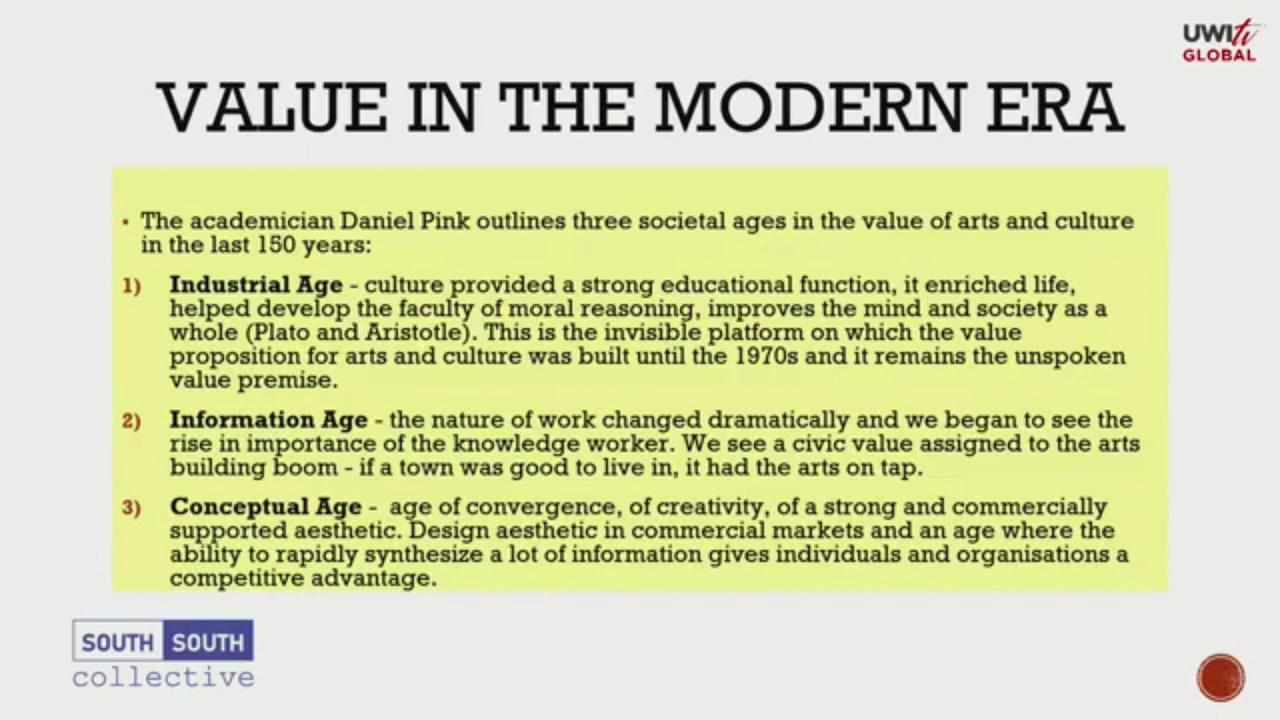 UWItv
GLOBAL
VALUE IN THE MODERN ERA
• The academician Daniel Pink outlines three societal ages in the value of arts and culture
in the last 150 years:
1) Industrial Age - culture provided a strong educational function, it enriched life,
helped develop the faculty of moral reasoning, improves the mind and society as a
whole (Plato and Aristotle). This is the invisible platform on which the value
proposition for arts and culture was built until the 1970s and it remains the unspoken
value premise.
2) Information Age - the nature of work changed dramatically and we began to see the
rise in importance of the knowledge worker. We see a civic value assigned to the arts
building boom - if a town was good to live in, it had the arts on tap.
3) Conceptual Age - age of convergence, of creativity, of a strong and commercially
supported aesthetic. Design aesthetic in commercial markets and an age where the
ability to rapidly synthesize a lot of information gives individuals and organisations a
competitive advantage.
SOUTH SOUTH
collective